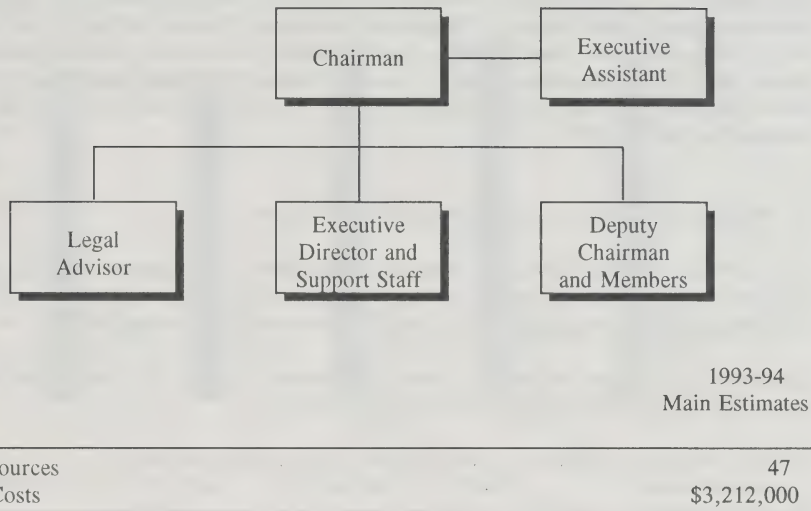 Chairman
Executive
Assistant
Legal
Advisor
Executive
Director and
Support Staff
Deputy
Chairman
and Members
1993-94
Main Estimates
47
Costs $3,212,000